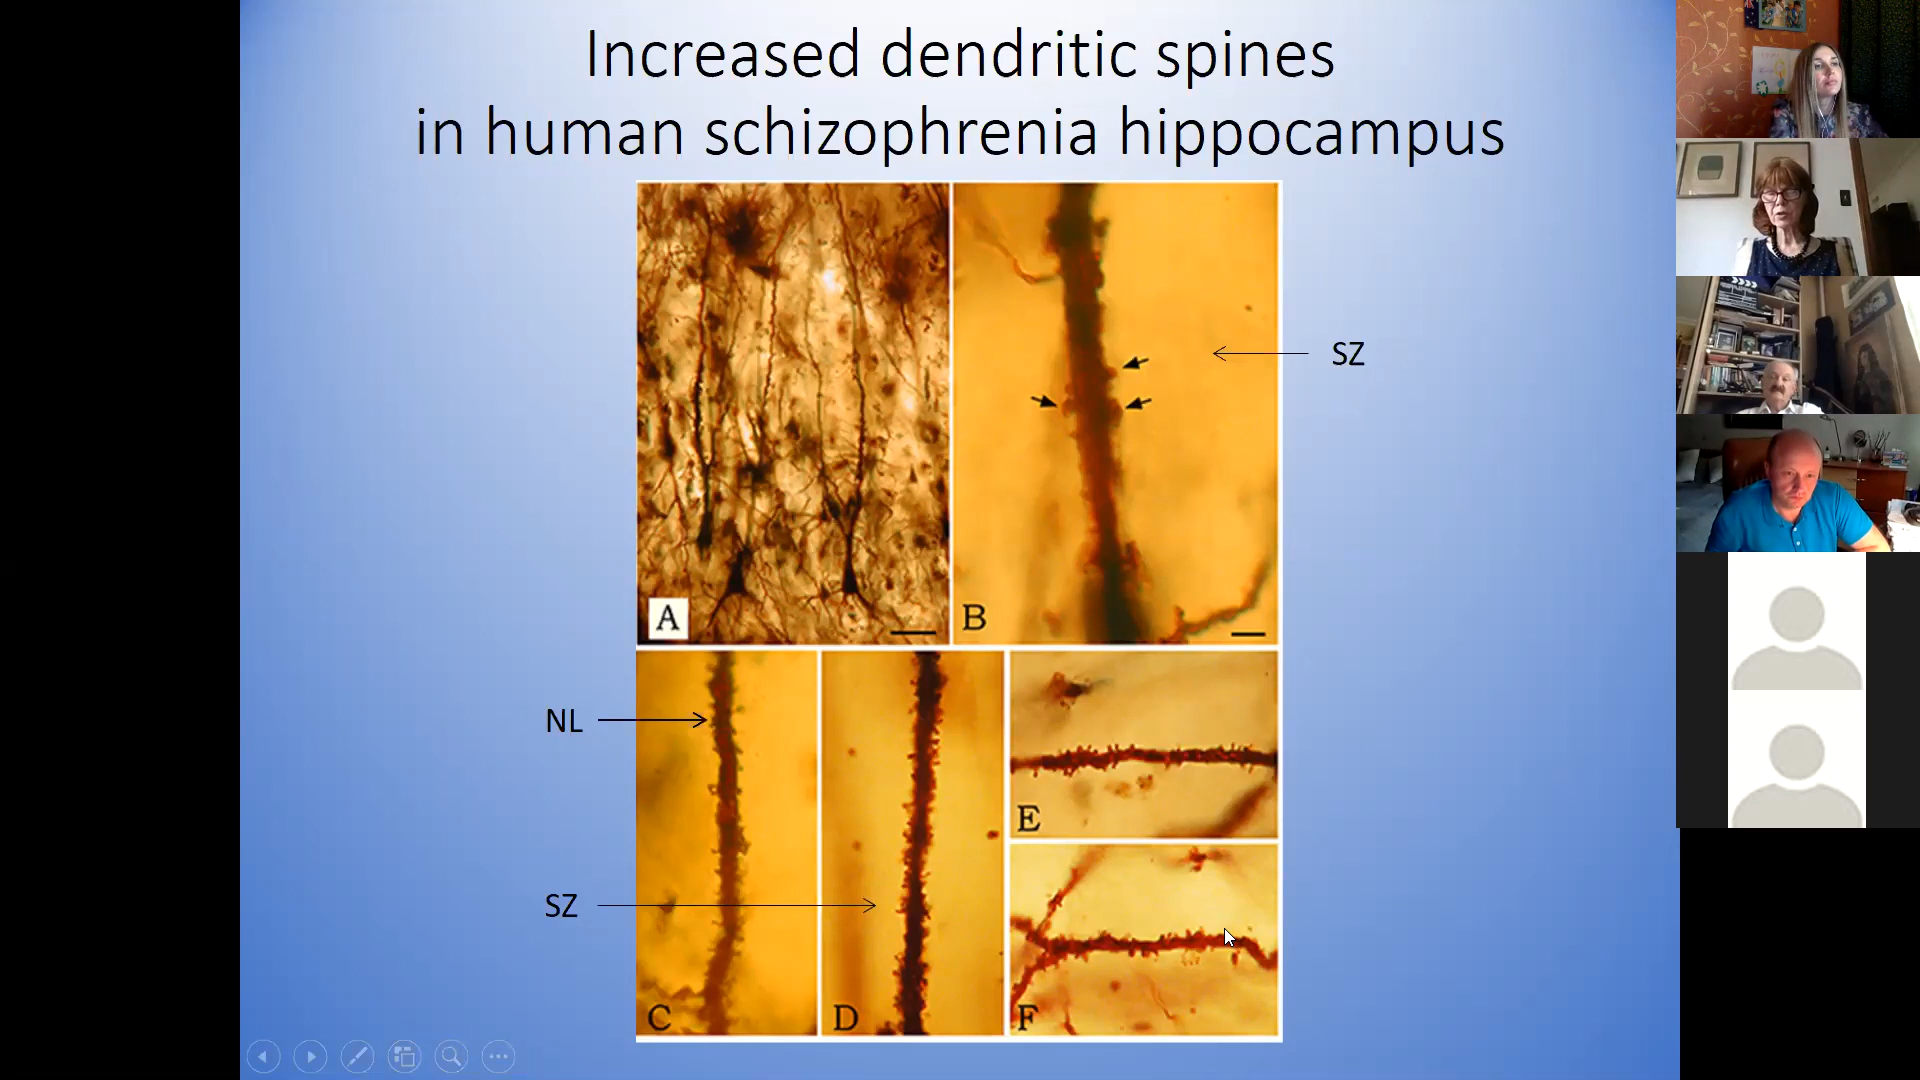 Increased dendritic spines
in human schizophrenia hippocampus
SZ
A
B
NL
SZ
C
D
E
F